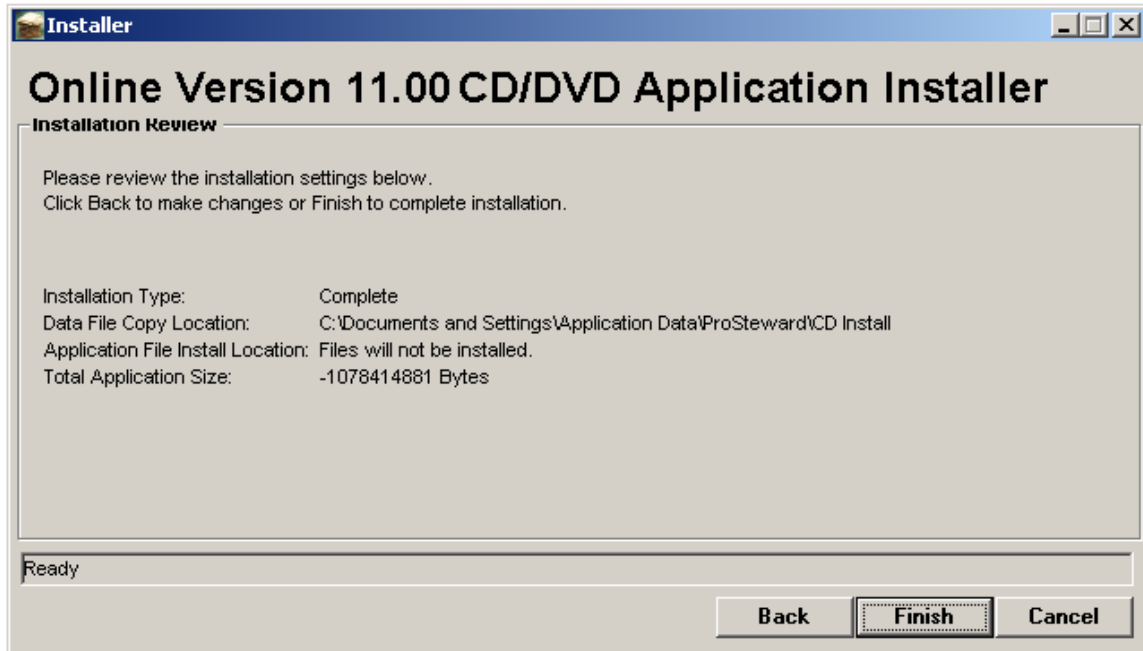 Installer
Online Version 11.00 CD/DVD Application Installer
Installation Review
Please review the installation settings below.
Click Back to make changes or Finish to complete installation.
Installation Type: Complete
Data File Copy Location: C:\Documents and Settings\Application Data\ProSteward\CD Install
Application File Install Location: Files will not be installed.
Total Application Size: -1078414881 Bytes
Ready
Back Finish Cancel